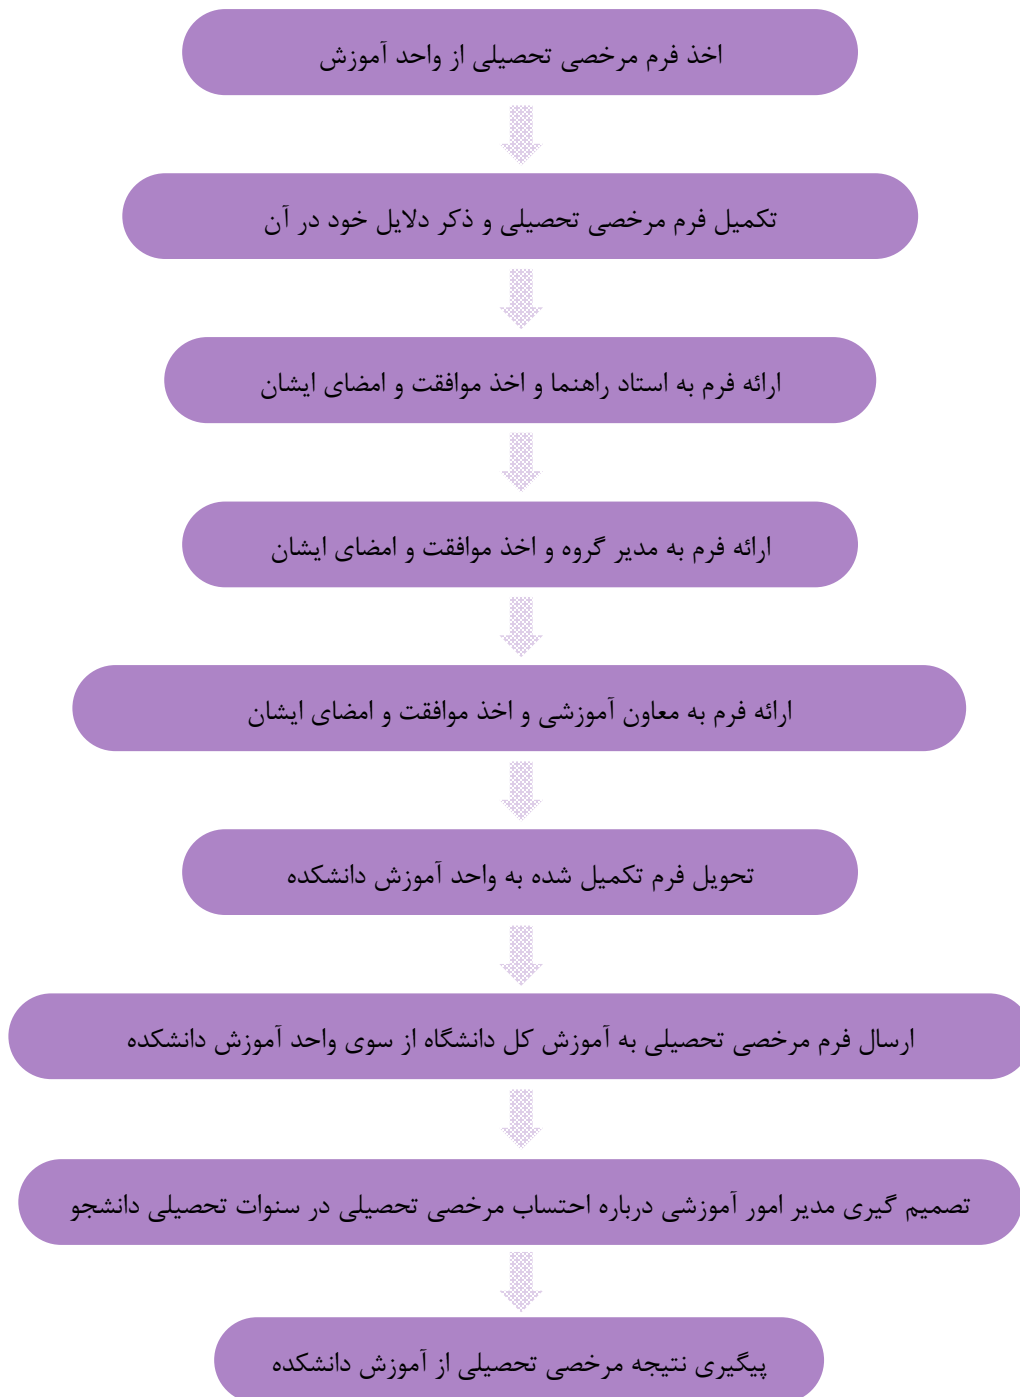 اخذ فرم مرخصی تحصیلی از واحد آموزش
تکمیل فرم مرخصی تحصیلی و ذکر دلایل خود در آن
ارائه فرم به استاد راهنما و اخذ موافقت و امضای ایشان
ارائه فرم به مدیر گروه و اخذ موافقت و امضای ایشان
ارائه فرم به معاون آموزشی و اخذ موافقت و امضای ایشان
تحویل فرم تکمیل شده به واحد آموزش دانشکده
ارسال فرم مرخصی تحصیلی به آموزش کل دانشگاه از سوی واحد آموزش دانشکده
تصمیم گیری مدیر امور آموزشی درباره احتساب مرخصی تحصیلی در سنوات تحصیلی دانشجو
پیگیری نتیجه مرخصی تحصیلی از آموزش دانشکده